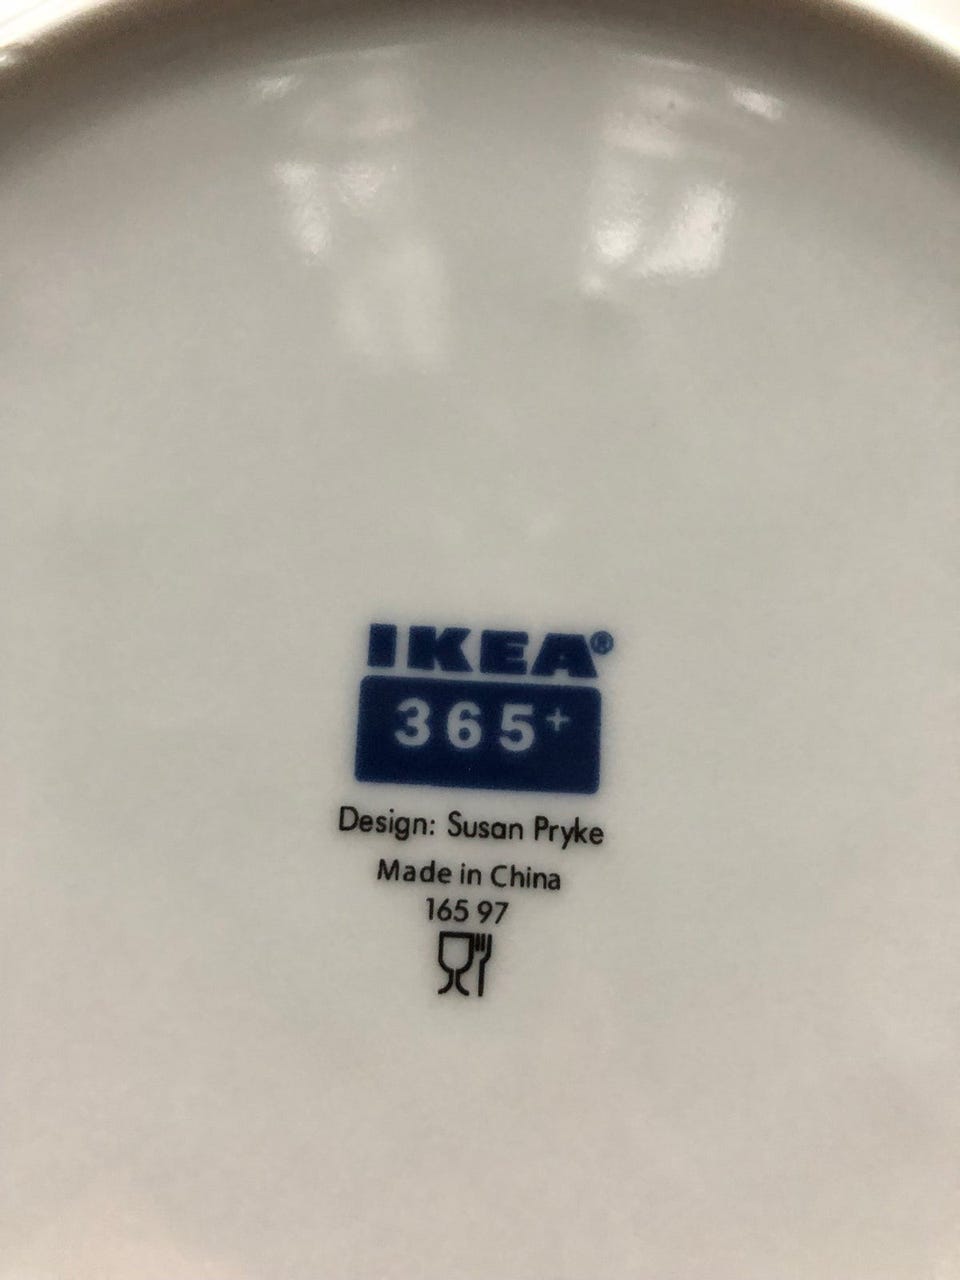 IKEA®
365+
Design: Susan Pryke
Made in China
165 97